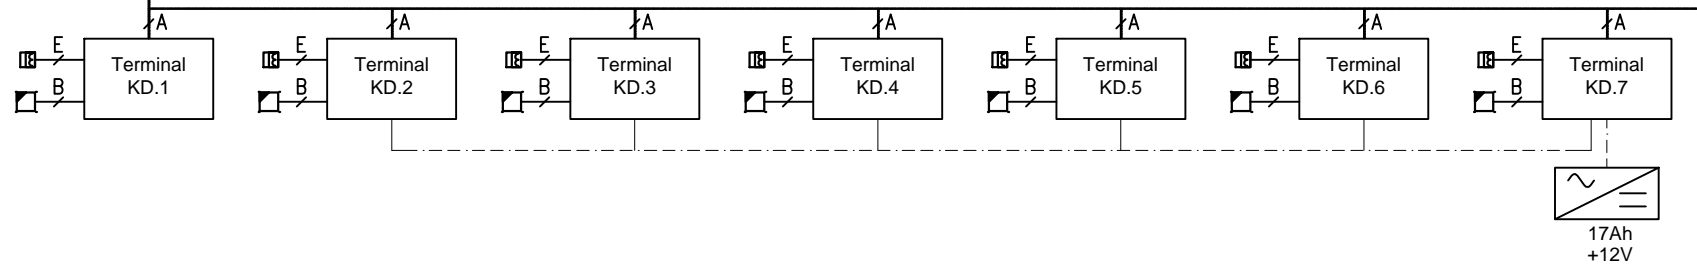 A A A A A A A
E E E E E E E
Terminal Terminal Terminal Terminal Terminal Terminal Terminal
KD.1 KD.2 KD.3 KD.4 KD.5 KD.6 KD.7
B B B B B B B
17Ah
+12V